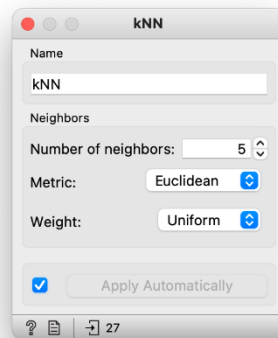 kNN
Name
kNN
Neighbors
Number of neighbors: 5
Metric: Euclidean
Weight: Uniform
Apply Automatically
? 27